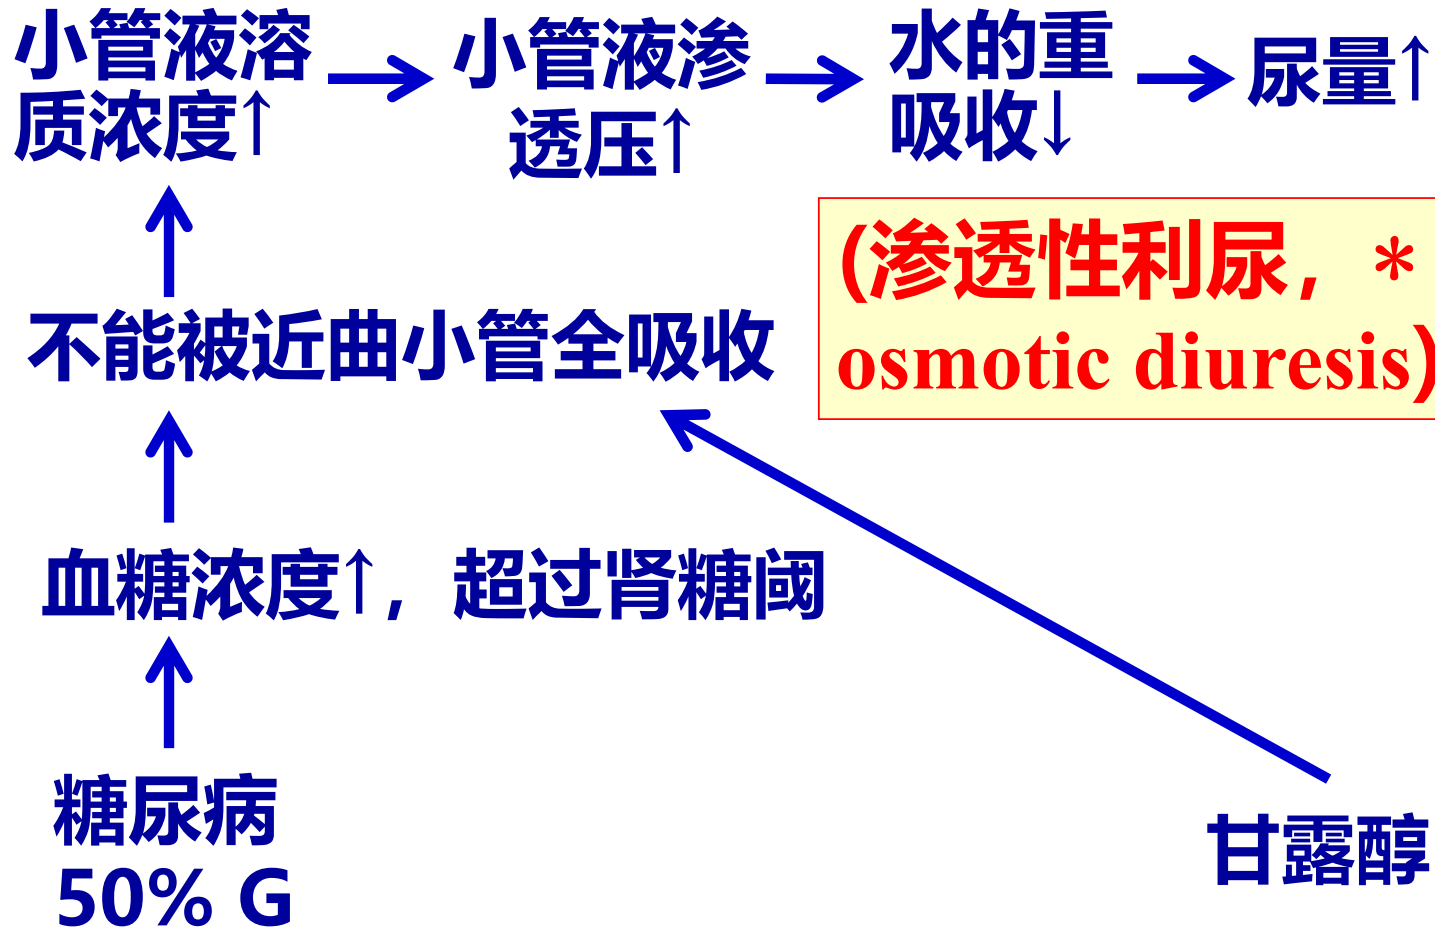 小管液溶
质浓度↑
小管液渗
透压↑
水的重
吸收↓
尿量↑
(渗透性利尿，*
osmotic diuresis)
不能被近曲小管全吸收
血糖浓度↑，超过肾糖阈
糖尿病
50% G
甘露醇